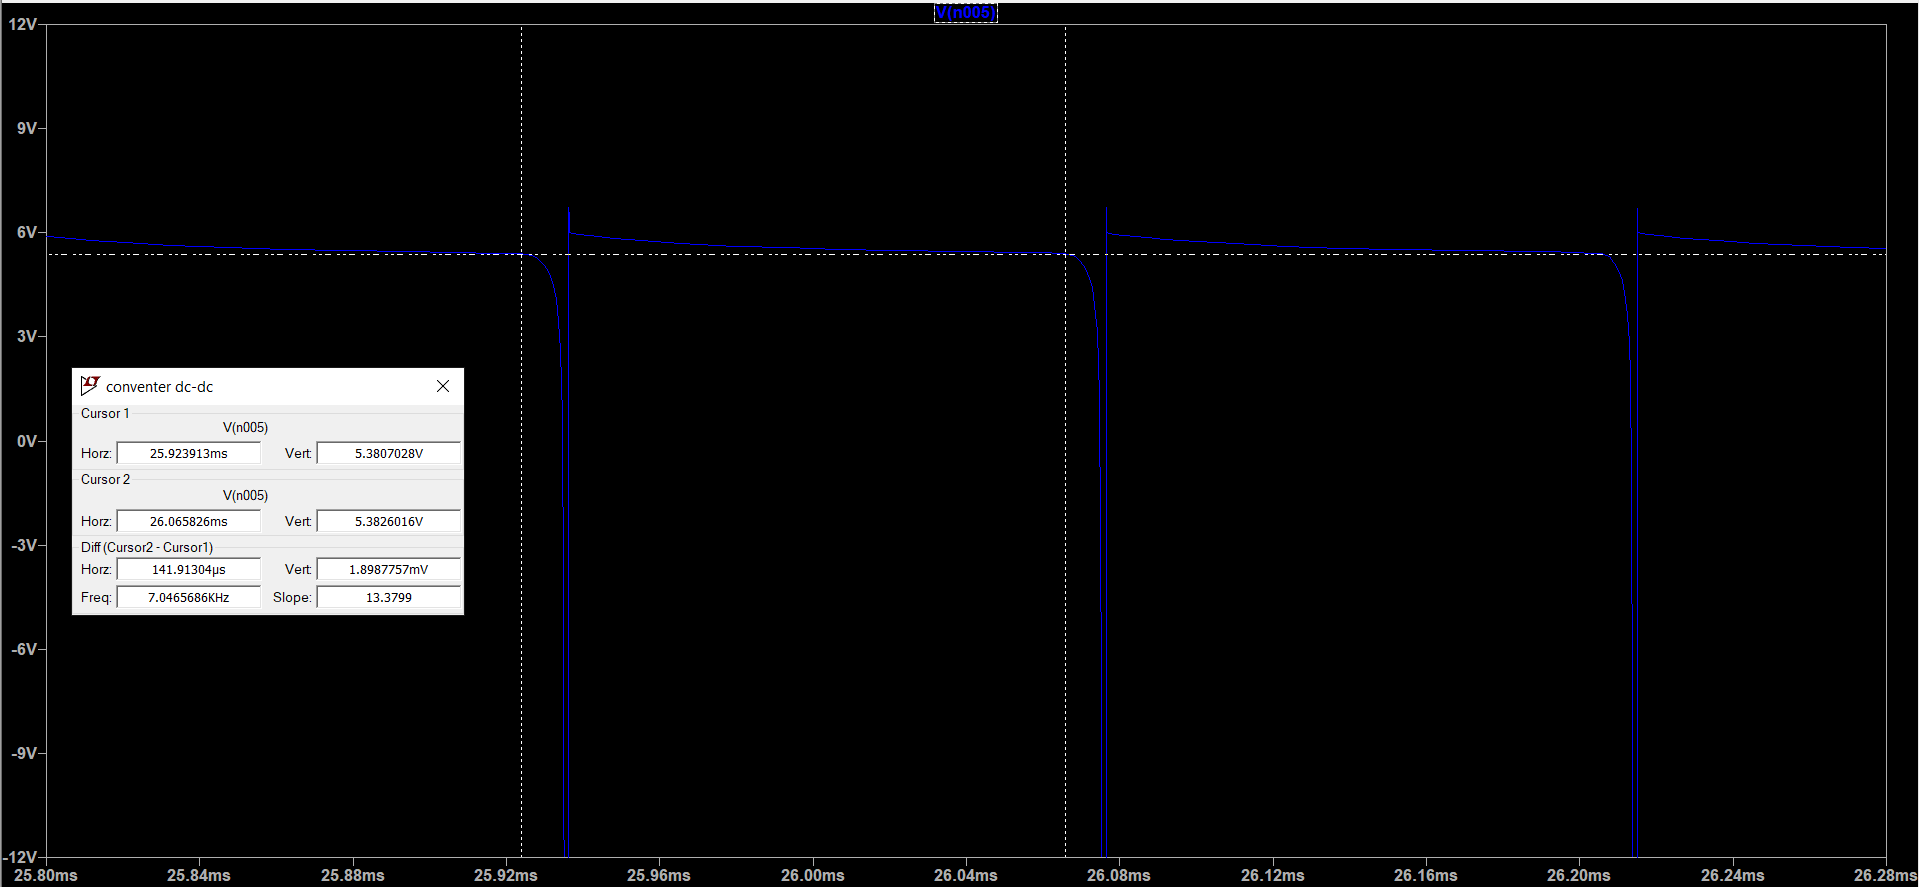 V(n005)
12V
9V
6V
3V
0V
-3V
-6V
-9V
-12V
conventer dc-dc
Cursor 1
V(n005)
Horz: 25.923913ms Vert: 5.3807028V
Cursor 2
V(n005)
Horz: 26.065826ms Vert: 5.3826016V
Diff (Cursor2 - Cursor1)
Horz: 141.91304µs Vert: 1.8987757mV
Freq: 7.0465686KHz Slope: 13.3799
25.80ms 25.84ms 25.88ms 25.92ms 25.96ms 26.00ms 26.04ms 26.08ms 26.12ms 26.16ms 26.20ms 26.24ms 26.28ms